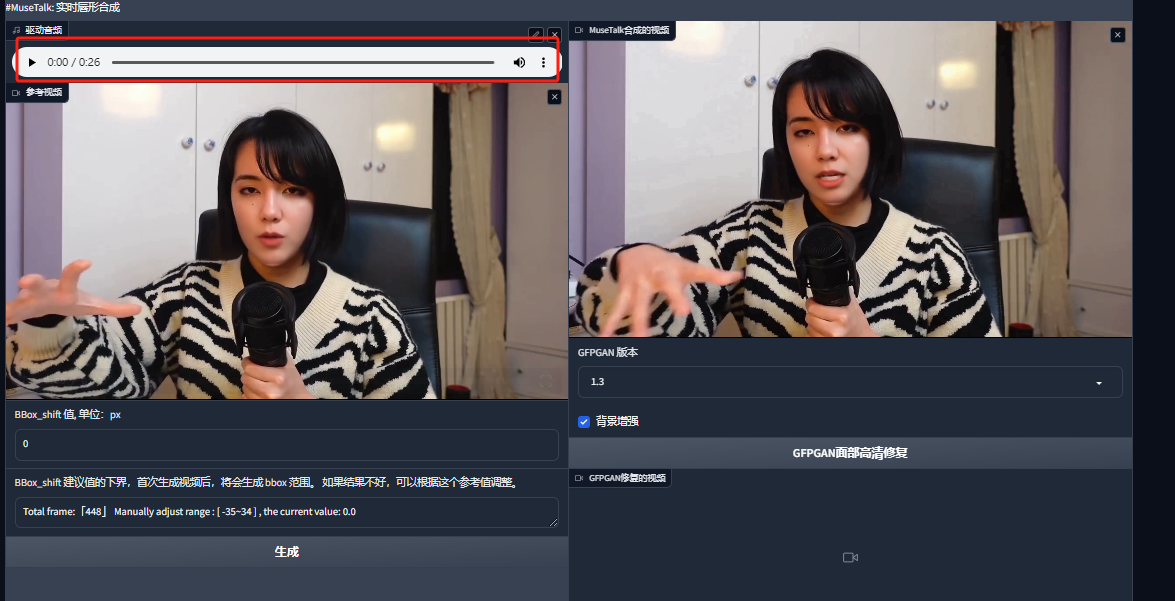 #MuseTalk: 实时唇形合成
驱动音频
0:00 / 0:26
参考视频
BBox_shift 值, 单位：px
0
BBox_shift 建议值的下界，首次生成视频后，将会生成 bbox 范围。 如果结果不好，可以根据这个参考值调整。
Total frame:「448」 Manually adjust range : [ -35~34 ] , the current value: 0.0
生成
MuseTalk合成的视频
GFPGAN 版本
1.3
背景增强
GFPGAN面部高清修复
GFPGAN修复的视频